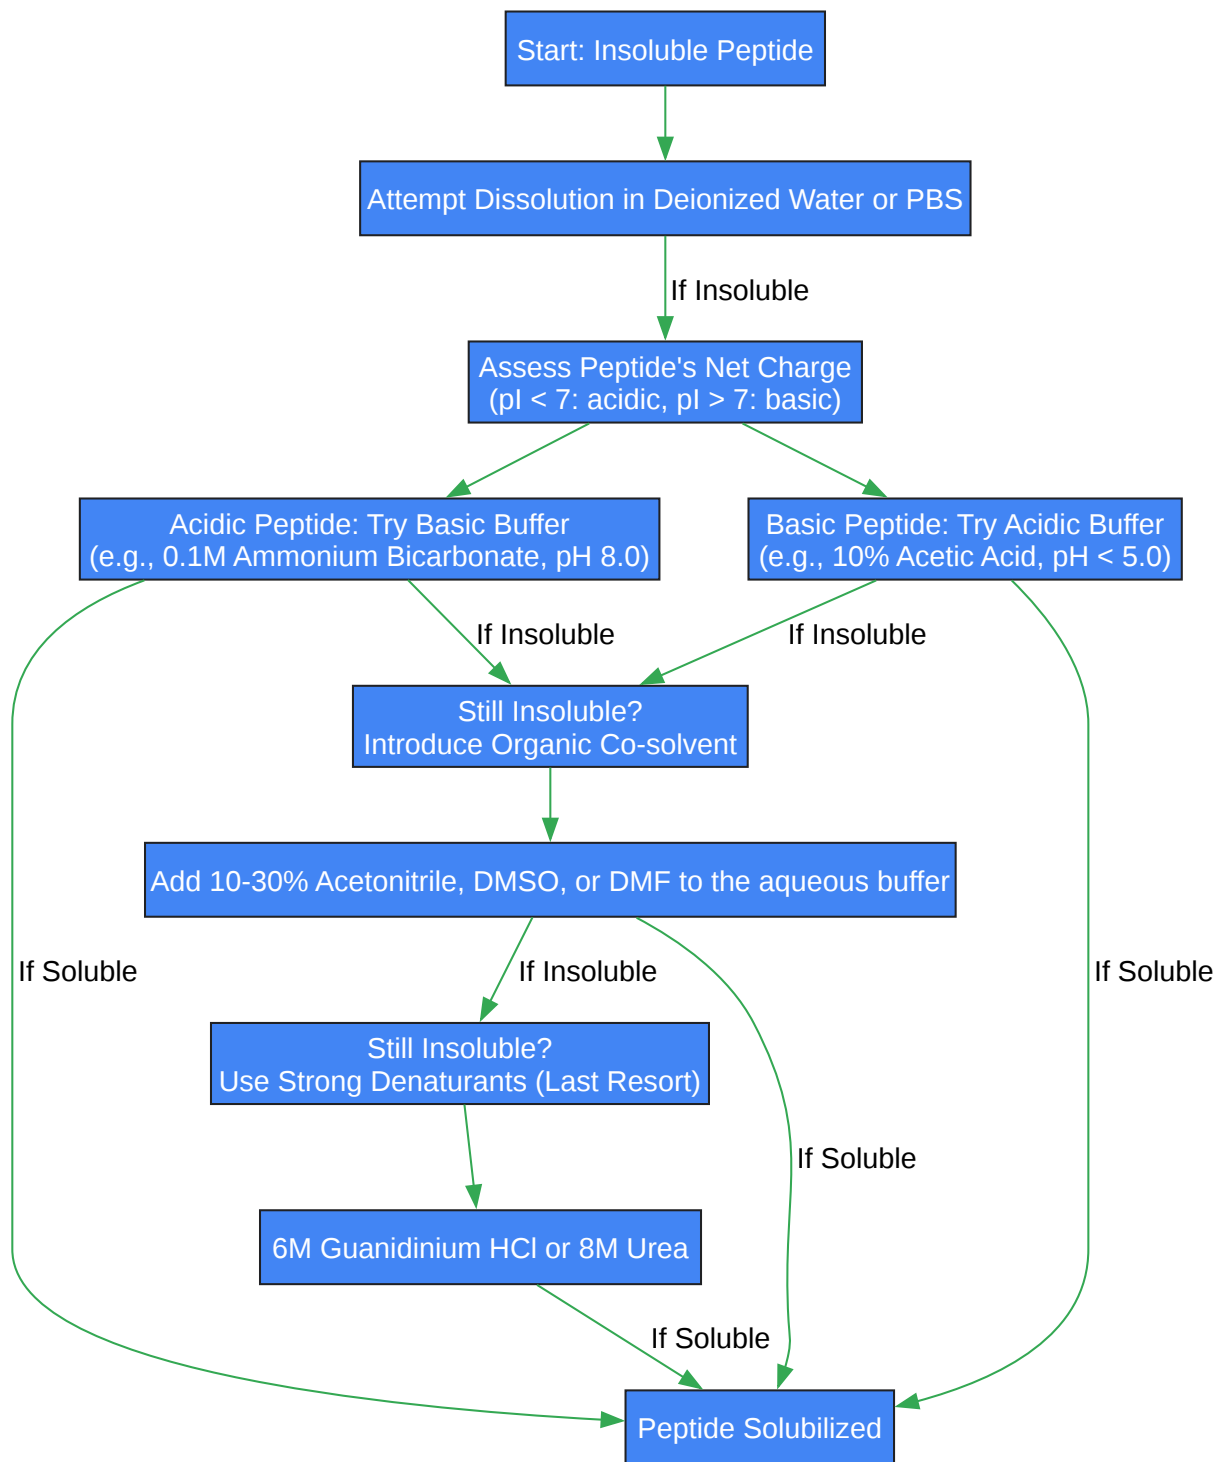 Start: Insoluble Peptide
Attempt Dissolution in Deionized Water or PBS
If Insoluble
Assess Peptide's Net Charge
(pI < 7: acidic, pI > 7: basic)
Acidic Peptide: Try Basic Buffer
(e.g., 0.1M Ammonium Bicarbonate, pH 8.0)
Basic Peptide: Try Acidic Buffer
(e.g., 10% Acetic Acid, pH < 5.0)
If Insoluble
If Insoluble
Still Insoluble?
Introduce Organic Co-solvent
Add 10-30% Acetonitrile, DMSO, or DMF to the aqueous buffer
If Soluble
If Insoluble
If Soluble
Still Insoluble?
Use Strong Denaturants (Last Resort)
If Soluble
6M Guanidinium HCl or 8M Urea
If Soluble
Peptide Solubilized